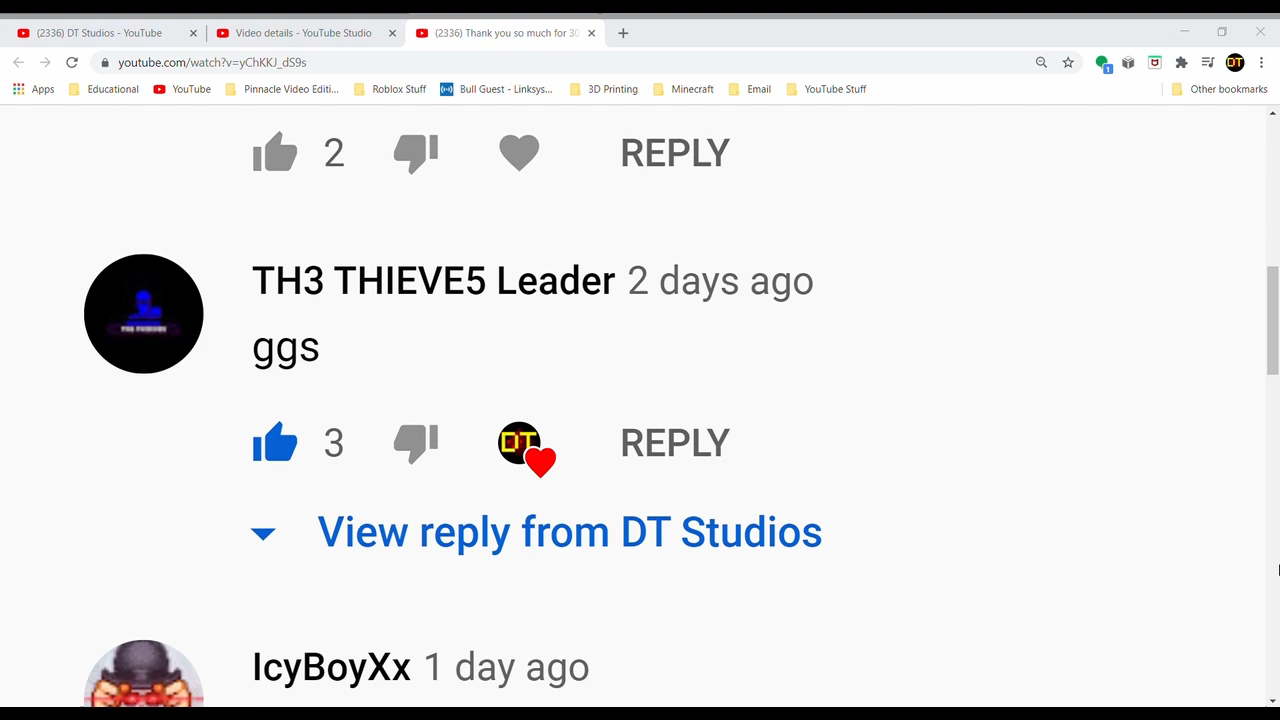 (2336) DT Studios - YouTube
Video details - YouTube Studio
(2336) Thank you so much for 30
youtube.com/watch?v=yChKKJ_dS9s
1
DT
Apps
Educational
YouTube
Pinnacle Video Editi...
Roblox Stuff
Bull Guest - Linksys...
3D Printing
Minecraft
Email
YouTube Stuff
Other bookmarks
2
REPLY
TH3 THIEVE5 Leader 2 days ago
ggs
3
DT
REPLY
View reply from DT Studios
IcyBoyXx 1 day ago